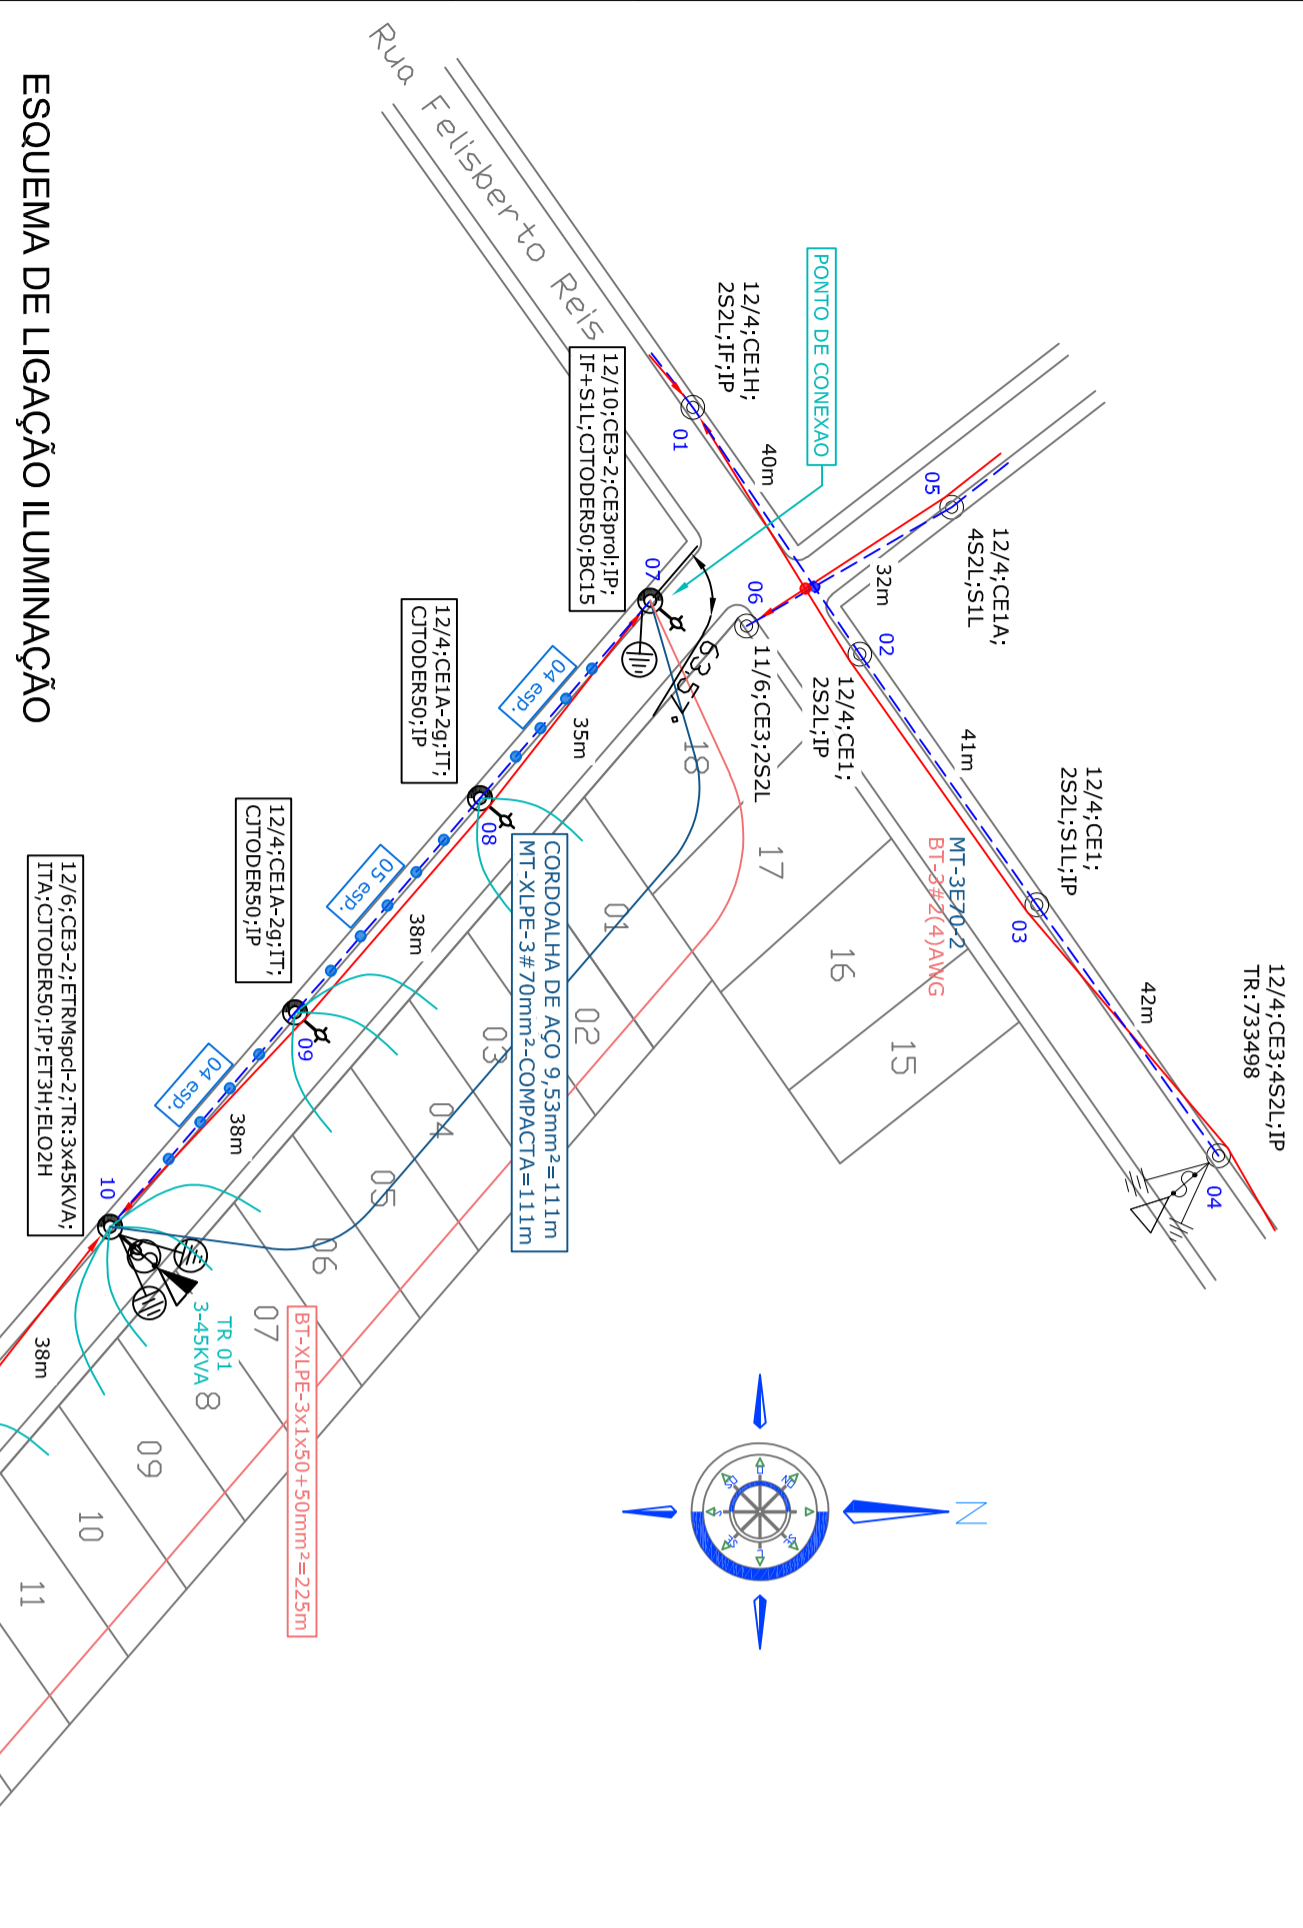 ESQUEMA DE LIGAÇÃO ILUMINAÇÃO
Rua Felisberto Reis
PONTO DE CONEXAO
12/4;CE1H;
2S2L;IF;IP
01
40m
05
12/4;CE1A;
4S2L;S1L
32m
02
12/4;CE1;
2S2L;IP
06
11/6;CE3;2S2L
41m
12/4;CE1;
2S2L;S1L;IP
03
MT-3E70-2
BT-3#2(4)AWG
42m
12/4;CE3;4S2L;IP
TR:733498
04
12/10;CE3-2;CE3prol;IP;
IF+S1L;CJTODER50;BC15
07
04 esp.
35m
12/4;CE1A-2g;IT;
CJTODER50;IP
08
05 esp.
38m
12/4;CE1A-2g;IT;
CJTODER50;IP
09
04 esp.
38m
12/6;CE3-2;ETRMspcl-2;TR:3x45KVA;
ITA;CJTODER50;IP;ET3H;ELO2H
10
38m
TR 01
3-45KVA
CORDOALHA DE AÇO 9,53mm²=111m
MT-XLPE-3#70mm²-COMPACTA=111m
BT-XLPE-3x1x50+50mm²=225m
18
17
16
15
01
02
03
04
05
06
07
8
09
10
11
N